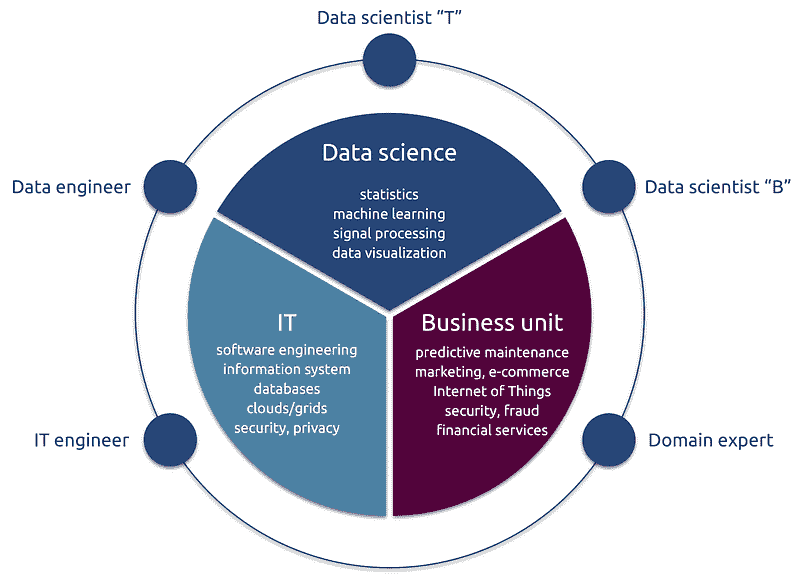 Data scientist “T”
Data engineer
Data scientist “B”
Data science
statistics
machine learning
signal processing
data visualization
IT
software engineering
information system
databases
clouds/grids
security, privacy
Business unit
predictive maintenance
marketing, e-commerce
Internet of Things
security, fraud
financial services
IT engineer
Domain expert